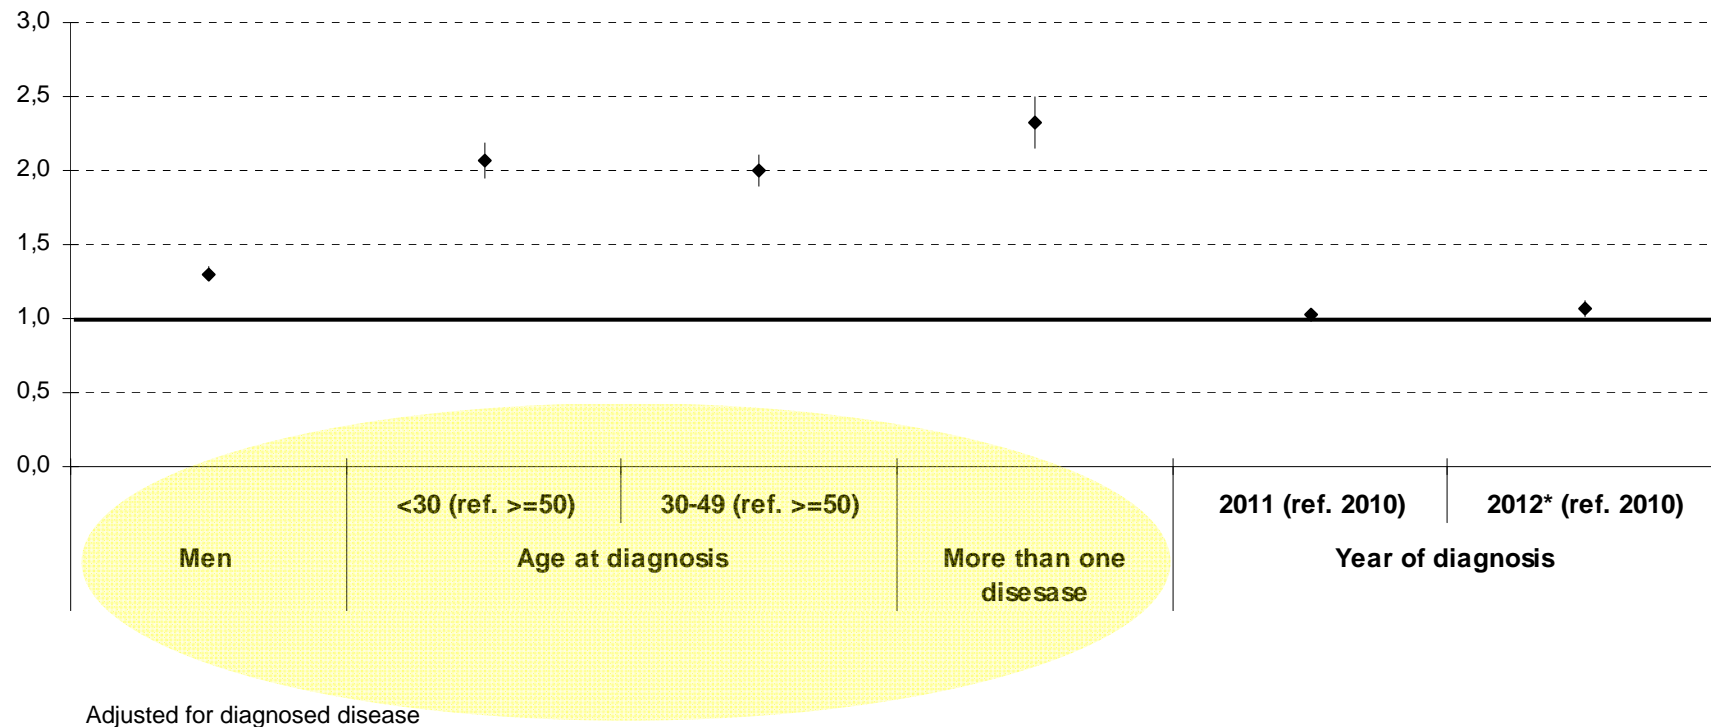 3,0
2,5
2,0
1,5
1,0
0,5
0,0
<30 (ref. >=50)
30-49 (ref. >=50)
2011 (ref. 2010)
2012* (ref. 2010)
Men
Age at diagnosis
More than one
disesase
Year of diagnosis
Adjusted for diagnosed disease